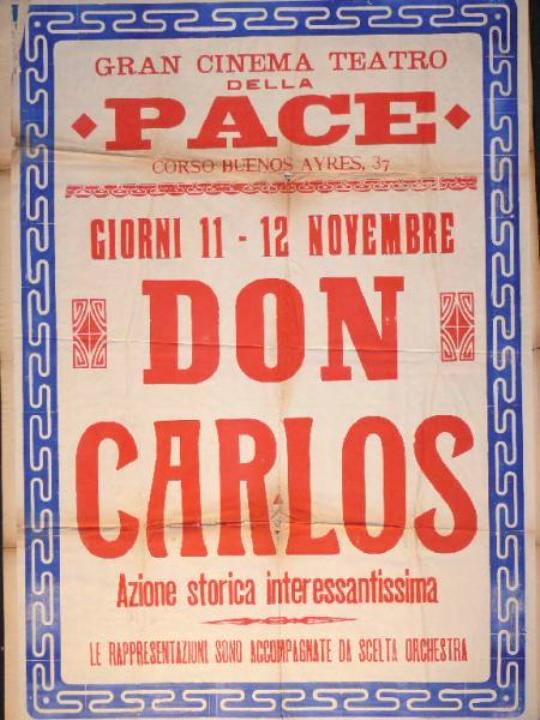 GRAN CINEMA TEATRO
DELLA
PACE
CORSO BUENOS AYRES, 37
GIORNI 11 - 12 NOVEMBRE
DON
CARLOS
Azione storica interessantissima
LE RAPPRESENTAZIONI SONO ACCOMPAGNATE DA SCELTA ORCHESTRA